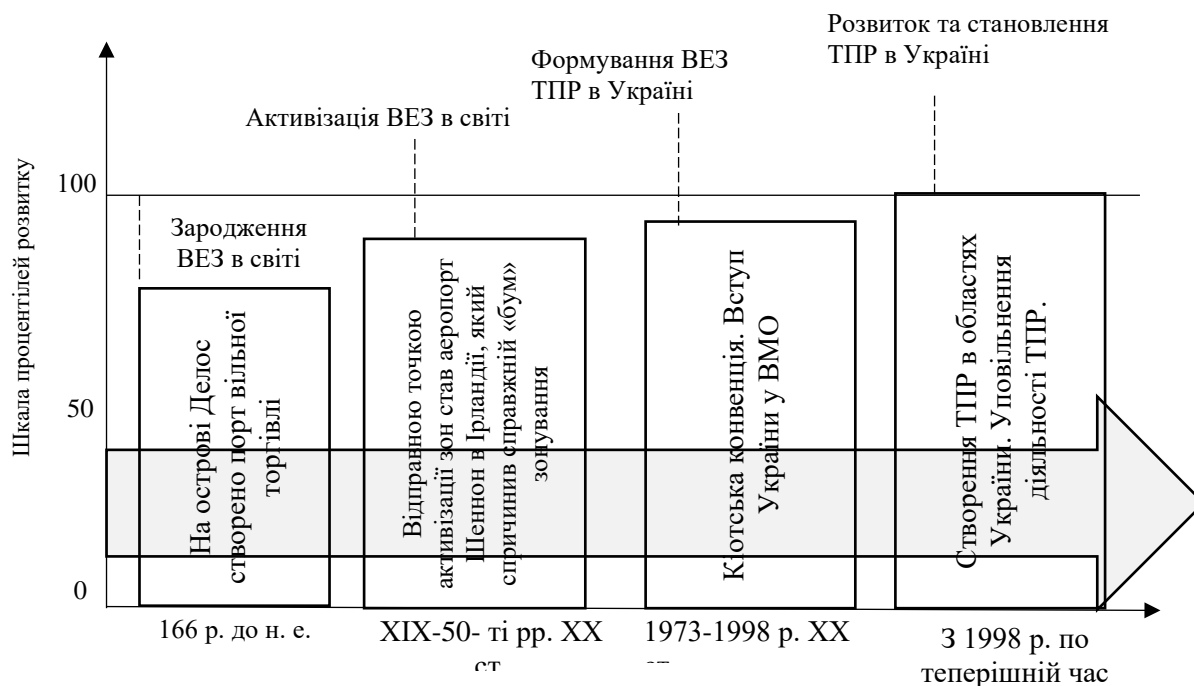 Розвиток та становлення
ТПР в Україні
Формування ВЕЗ
ТПР в Україні
Активізація ВЕЗ в світі
Зародження
ВЕЗ в світі
Шкала процентілей розвитку
100
50
0
На острові Делос
створено порт вільної
торгівлі
Відправною точкою
активізації зон став аеропорт
Шеннон в Ірландії, який
спричинив справжній «бум»
зонування
Кіотська конвенція. Вступ
України у ВМО
Створення ТПР в областях
України. Уповільнення
діяльності ТПР.
166 р. до н. е.
XIX-50- ті рр. XX
ст
1973-1998 р. XX
ст
З 1998 р. по
теперішній час